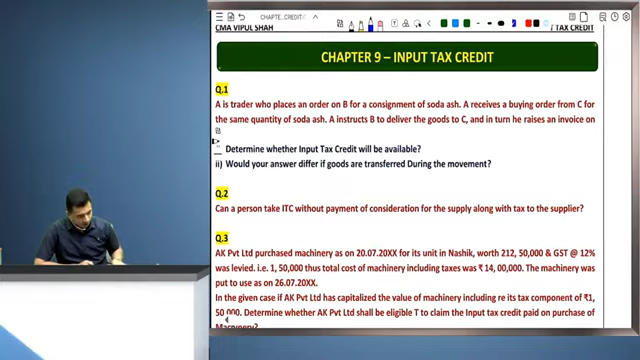 CHAPTE...CREDIT
CMA VIPUL SHAH
/ TAX CREDIT
CHAPTER 9 – INPUT TAX CREDIT
Q.1
A is trader who places an order on B for a consignment of soda ash. A receives a buying order from C for
the same quantity of soda ash. A instructs B to deliver the goods to C, and in turn he raises an invoice on
Determine whether Input Tax Credit will be available?
ii) Would your answer differ if goods are transferred During the movement?
Q.2
Can a person take ITC without payment of consideration for the supply along with tax to the supplier?
Q.3
AK Pvt Ltd purchased machinery as on 20.07.20XX for its unit in Nashik, worth 212, 50,000 & GST @ 12%
was levied. i.e. 1, 50,000 thus total cost of machinery including taxes was ₹ 14, 00,000. The machinery was
put to use as on 26.07.20XX.
In the given case if AK Pvt Ltd has capitalized the value of machinery including re its tax component of ₹1,
50,000. Determine whether AK Pvt Ltd shall be eligible T to claim the Input tax credit paid on purchase of